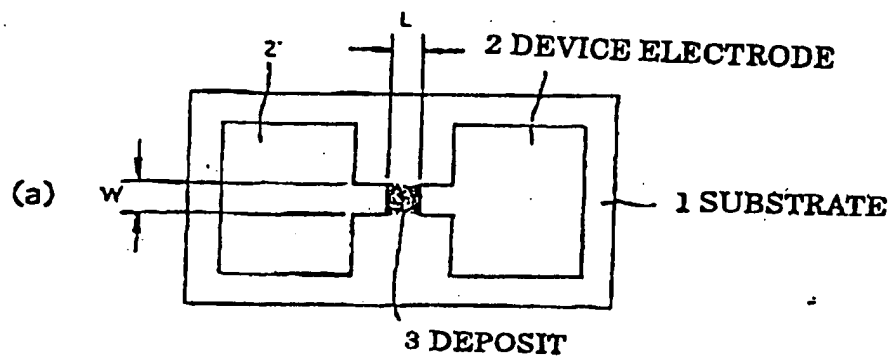 L
2' 2 DEVICE ELECTRODE
(a) W
1 SUBSTRATE
3 DEPOSIT